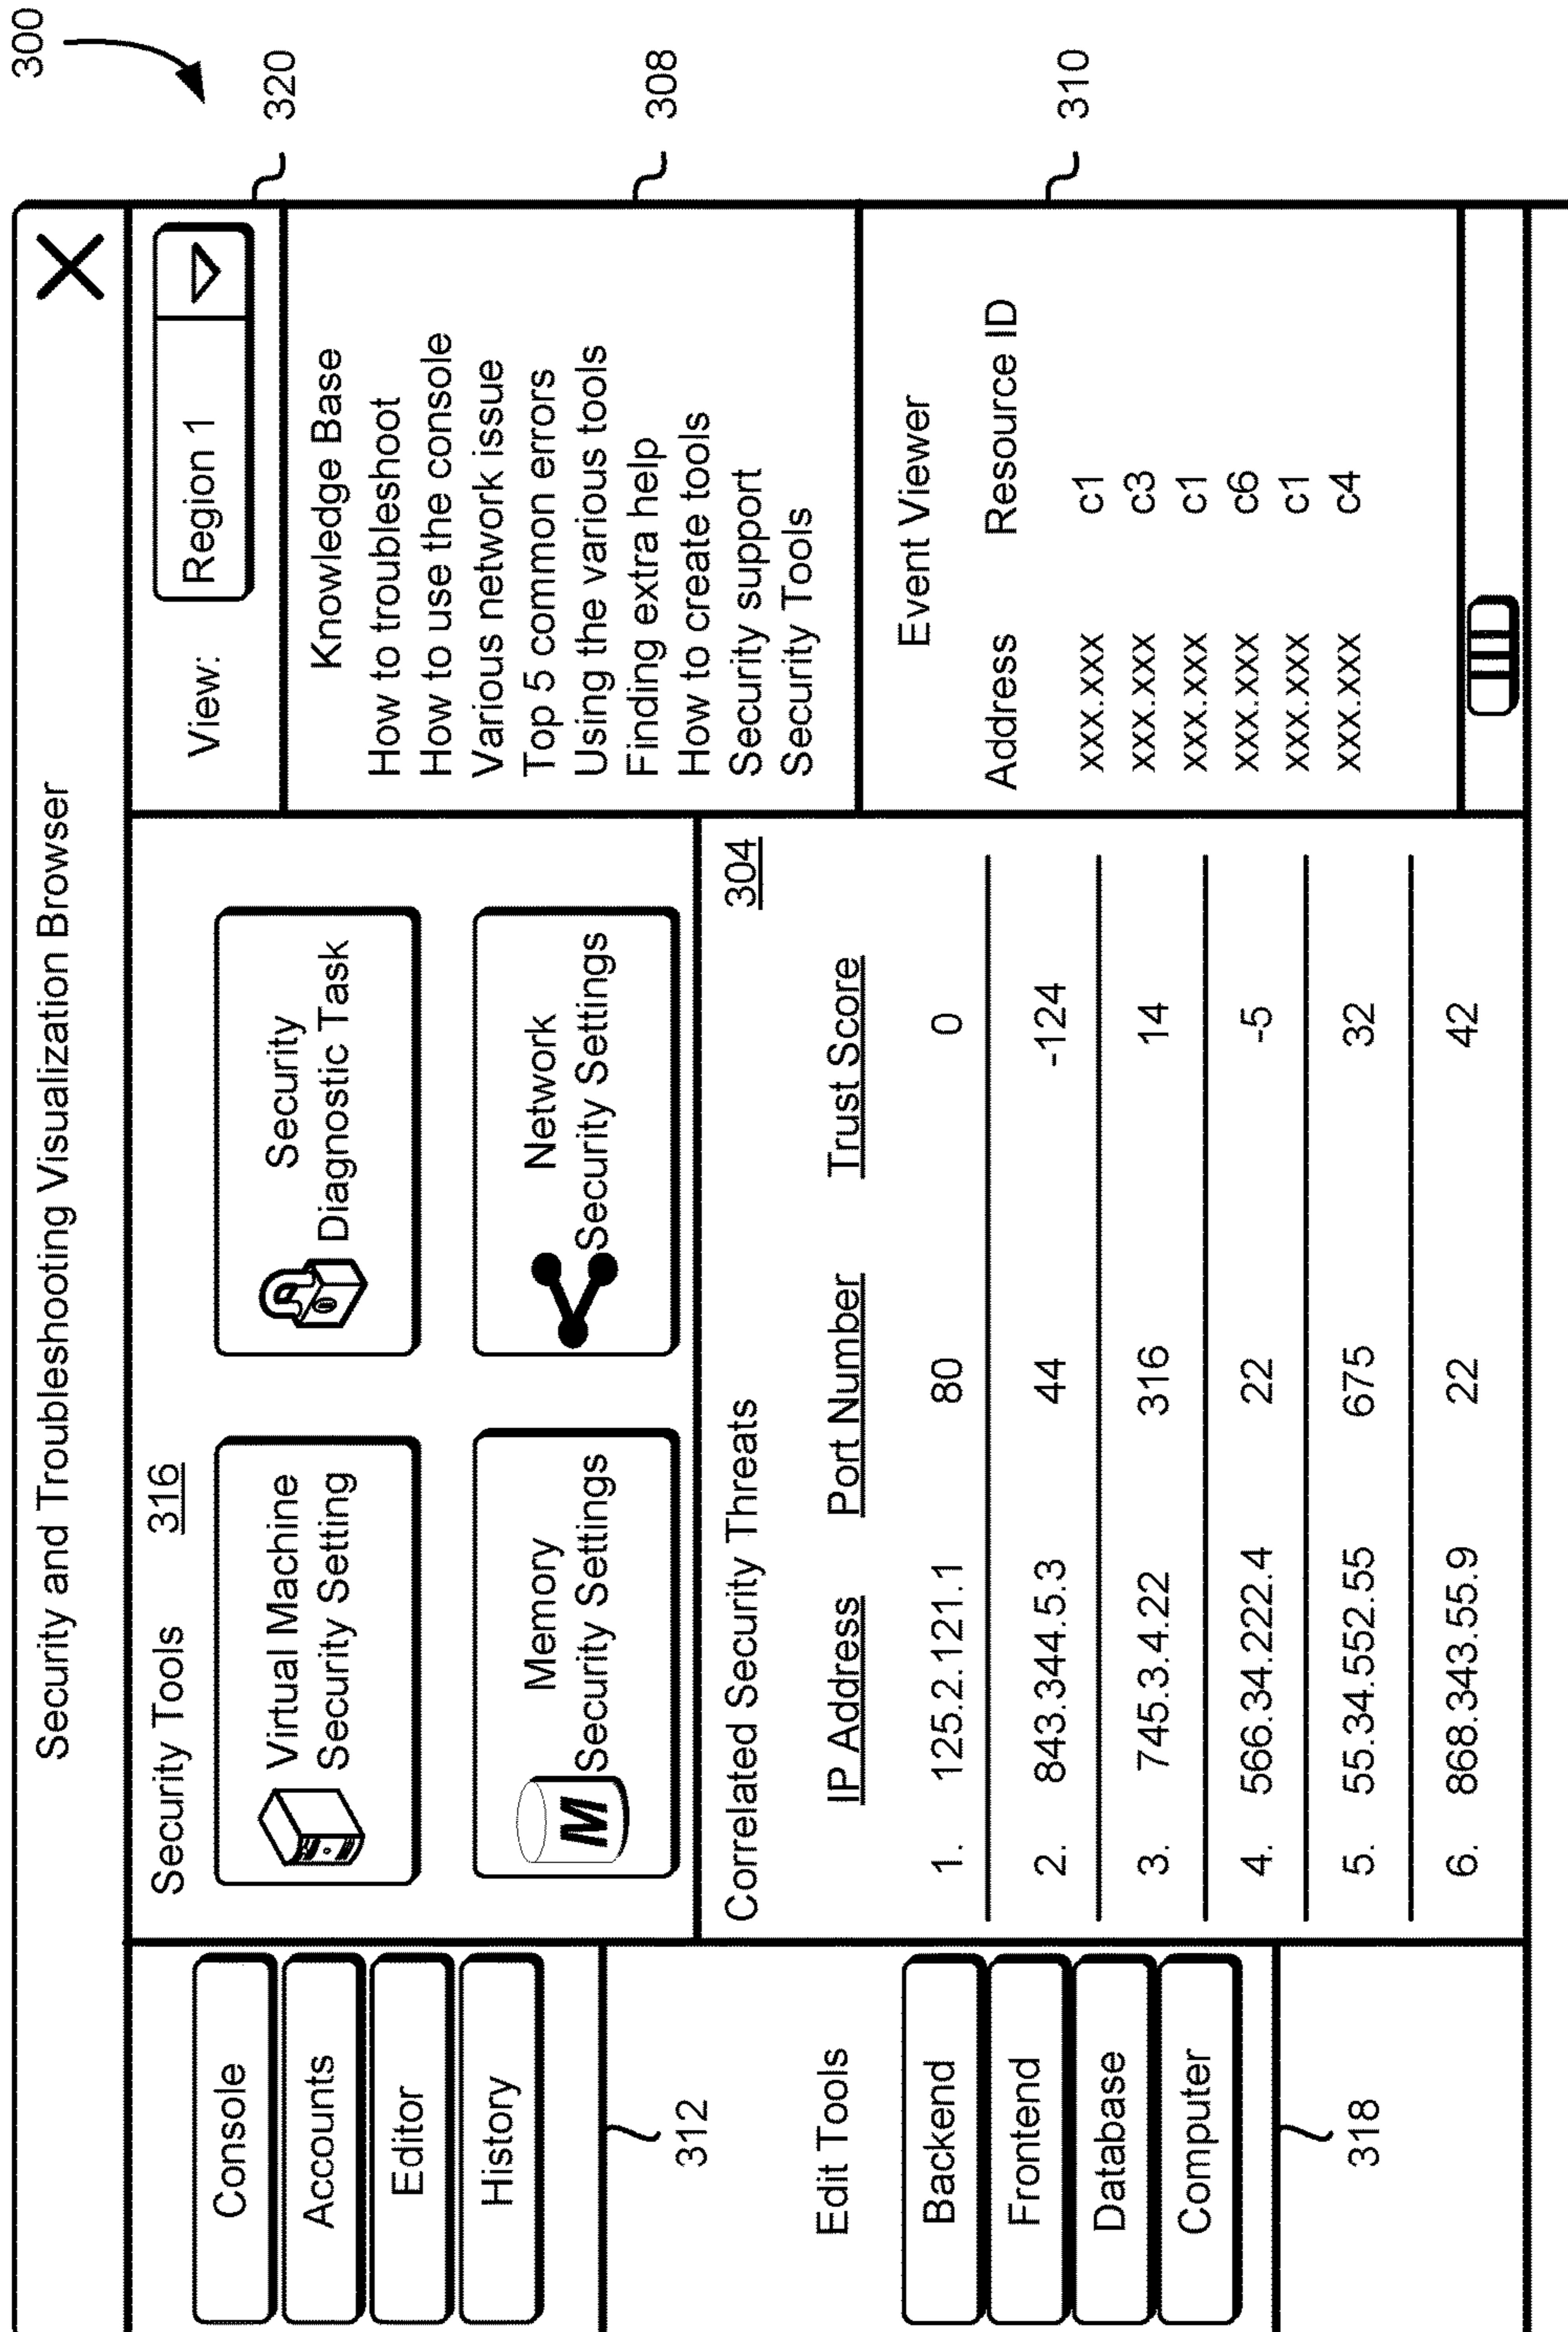 300
Security and Troubleshooting Visualization Browser
Console
Accounts
Editor
History
312
Edit Tools
Backend
Frontend
Database
Computer
318
Security Tools 316
Virtual Machine
Security Setting
Security
Diagnostic Task
M
Memory
Security Settings
Network
Security Settings
Correlated Security Threats 304
IP Address Port Number Trust Score
1. 125.2.121.1 80 0
2. 843.344.5.3 44 -124
3. 745.3.4.22 316 14
4. 566.34.222.4 22 -5
5. 55.34.552.55 675 32
6. 868.343.55.9 22 42
View: Region 1
320
Knowledge Base
How to troubleshoot
How to use the console
Various network issue
Top 5 common errors
Using the various tools
Finding extra help
How to create tools
Security support
Security Tools
308
Event Viewer
Address Resource ID
xxx.xxx c1
xxx.xxx c3
xxx.xxx c1
xxx.xxx c6
xxx.xxx c1
xxx.xxx c4
310